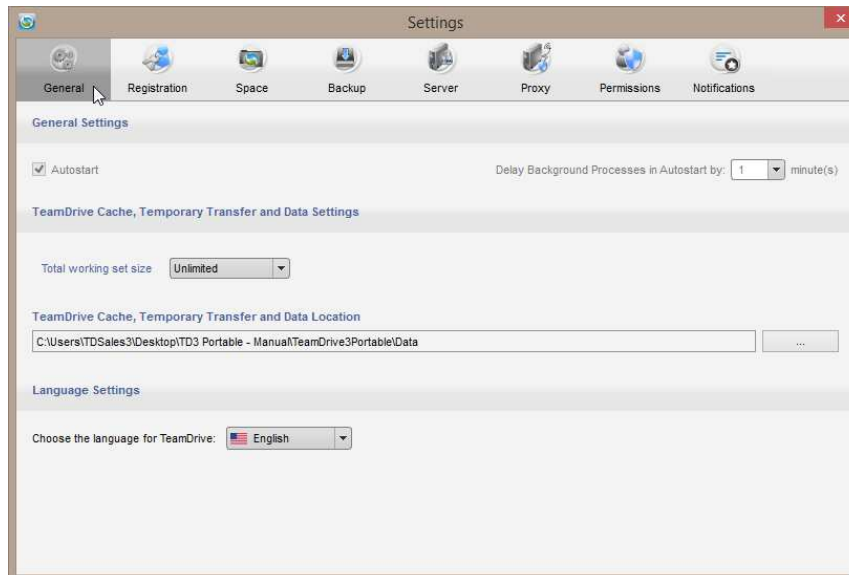 Settings
General Registration Space Backup Server Proxy Permissions Notifications
General Settings
Autostart Delay Background Processes in Autostart by: 1 minute(s)
TeamDrive Cache, Temporary Transfer and Data Settings
Total working set size Unlimited
TeamDrive Cache, Temporary Transfer and Data Location
C:\Users\TDSales3\Desktop\TD3 Portable - Manual\TeamDrive3Portable\Data ...
Language Settings
Choose the language for TeamDrive: English